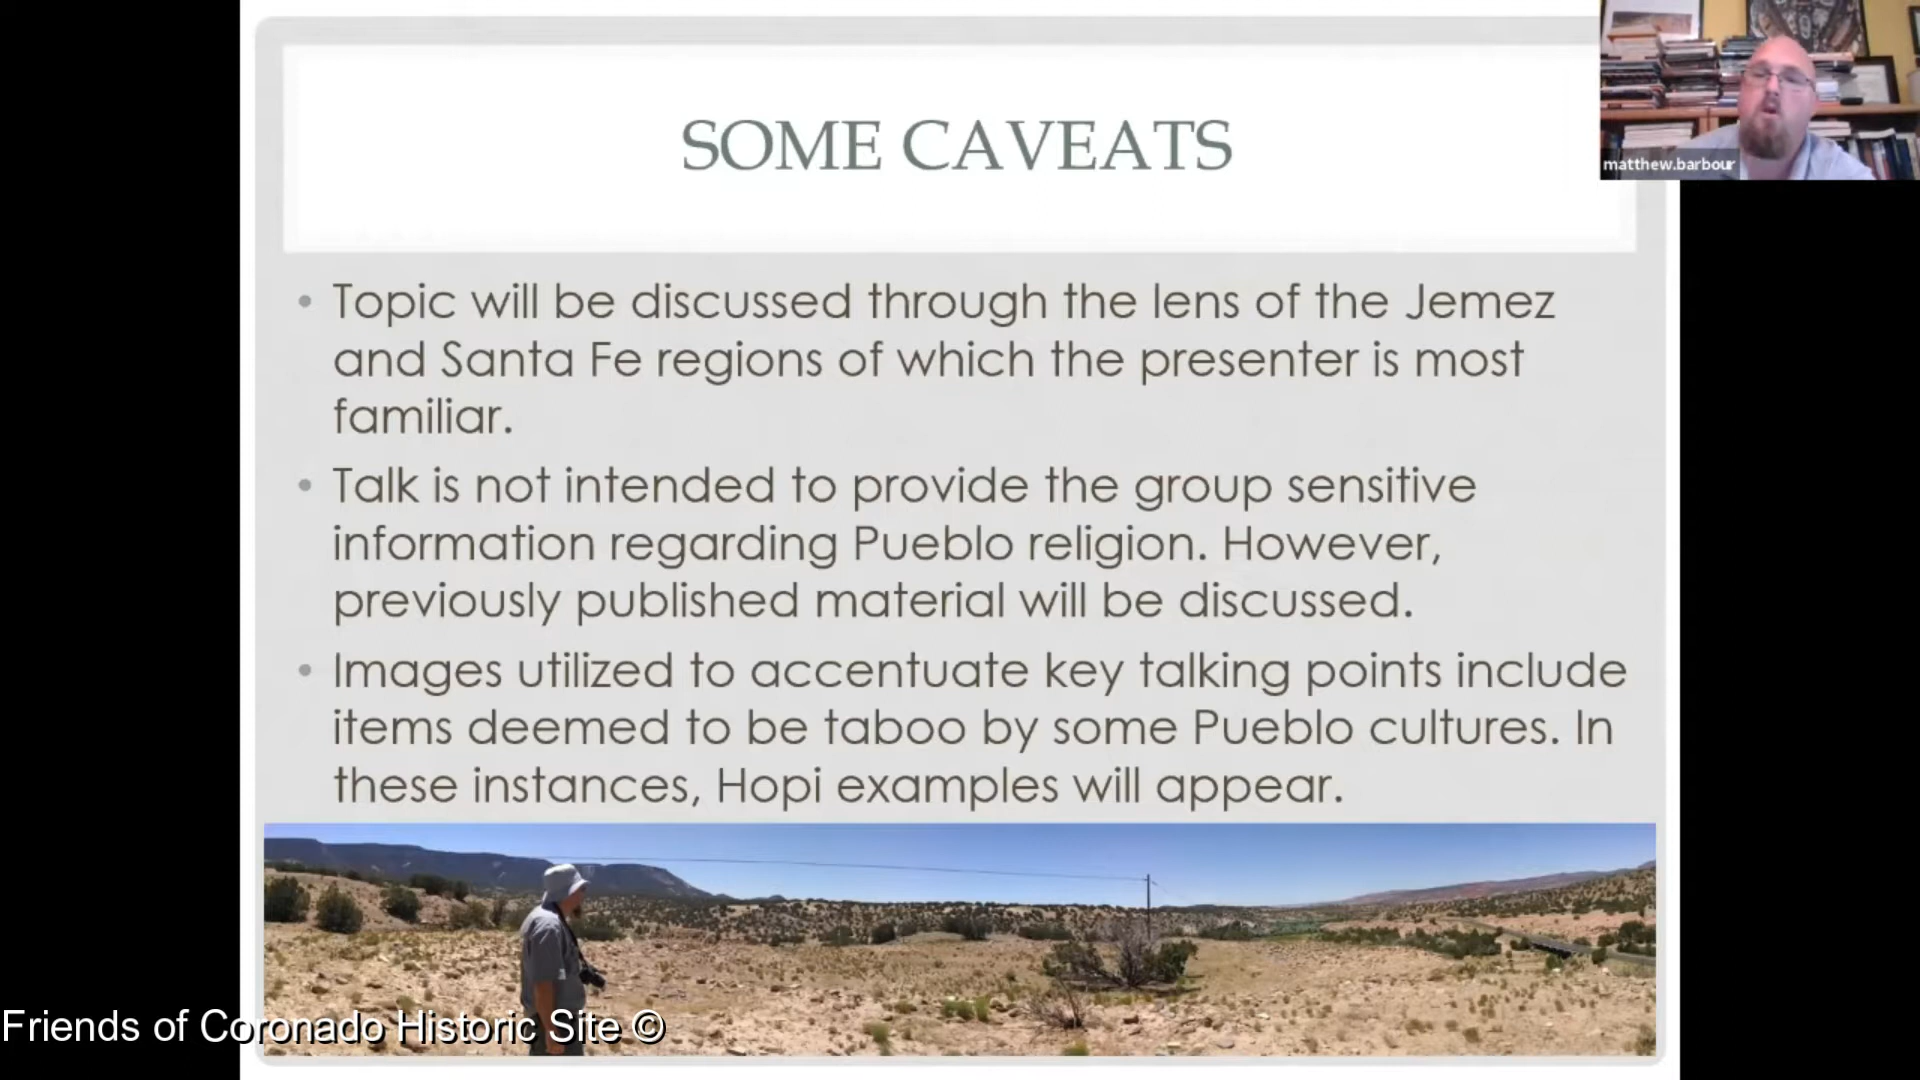 SOME CAVEATS
matthew.barbour
• Topic will be discussed through the lens of the Jemez
and Santa Fe regions of which the presenter is most
familiar.
• Talk is not intended to provide the group sensitive
information regarding Pueblo religion. However,
previously published material will be discussed.
• Images utilized to accentuate key talking points include
items deemed to be taboo by some Pueblo cultures. In
these instances, Hopi examples will appear.
Friends of Coronado Historic Site ©